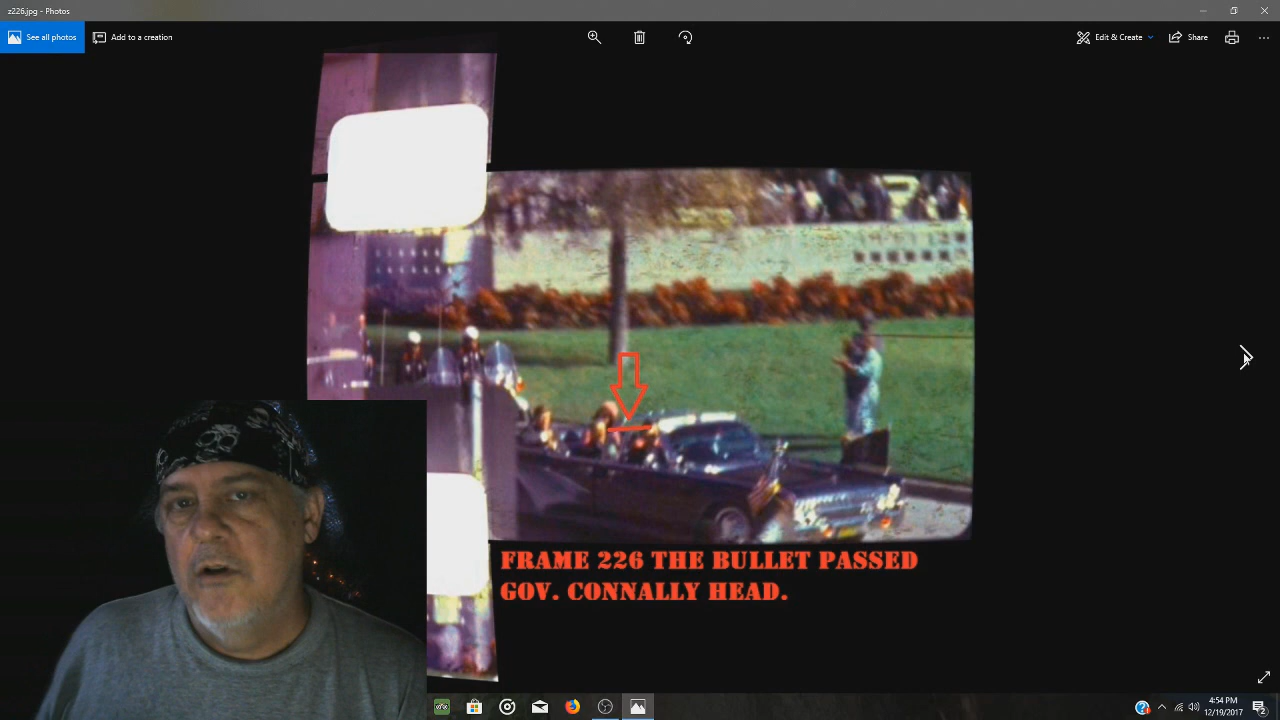 z226.jpg - Photos
See all photos
Add to a creation
Edit & Create
Share
FRAME 226 THE BULLET PASSED
GOV. CONNALLY HEAD.
4:54 PM
12/19/2017